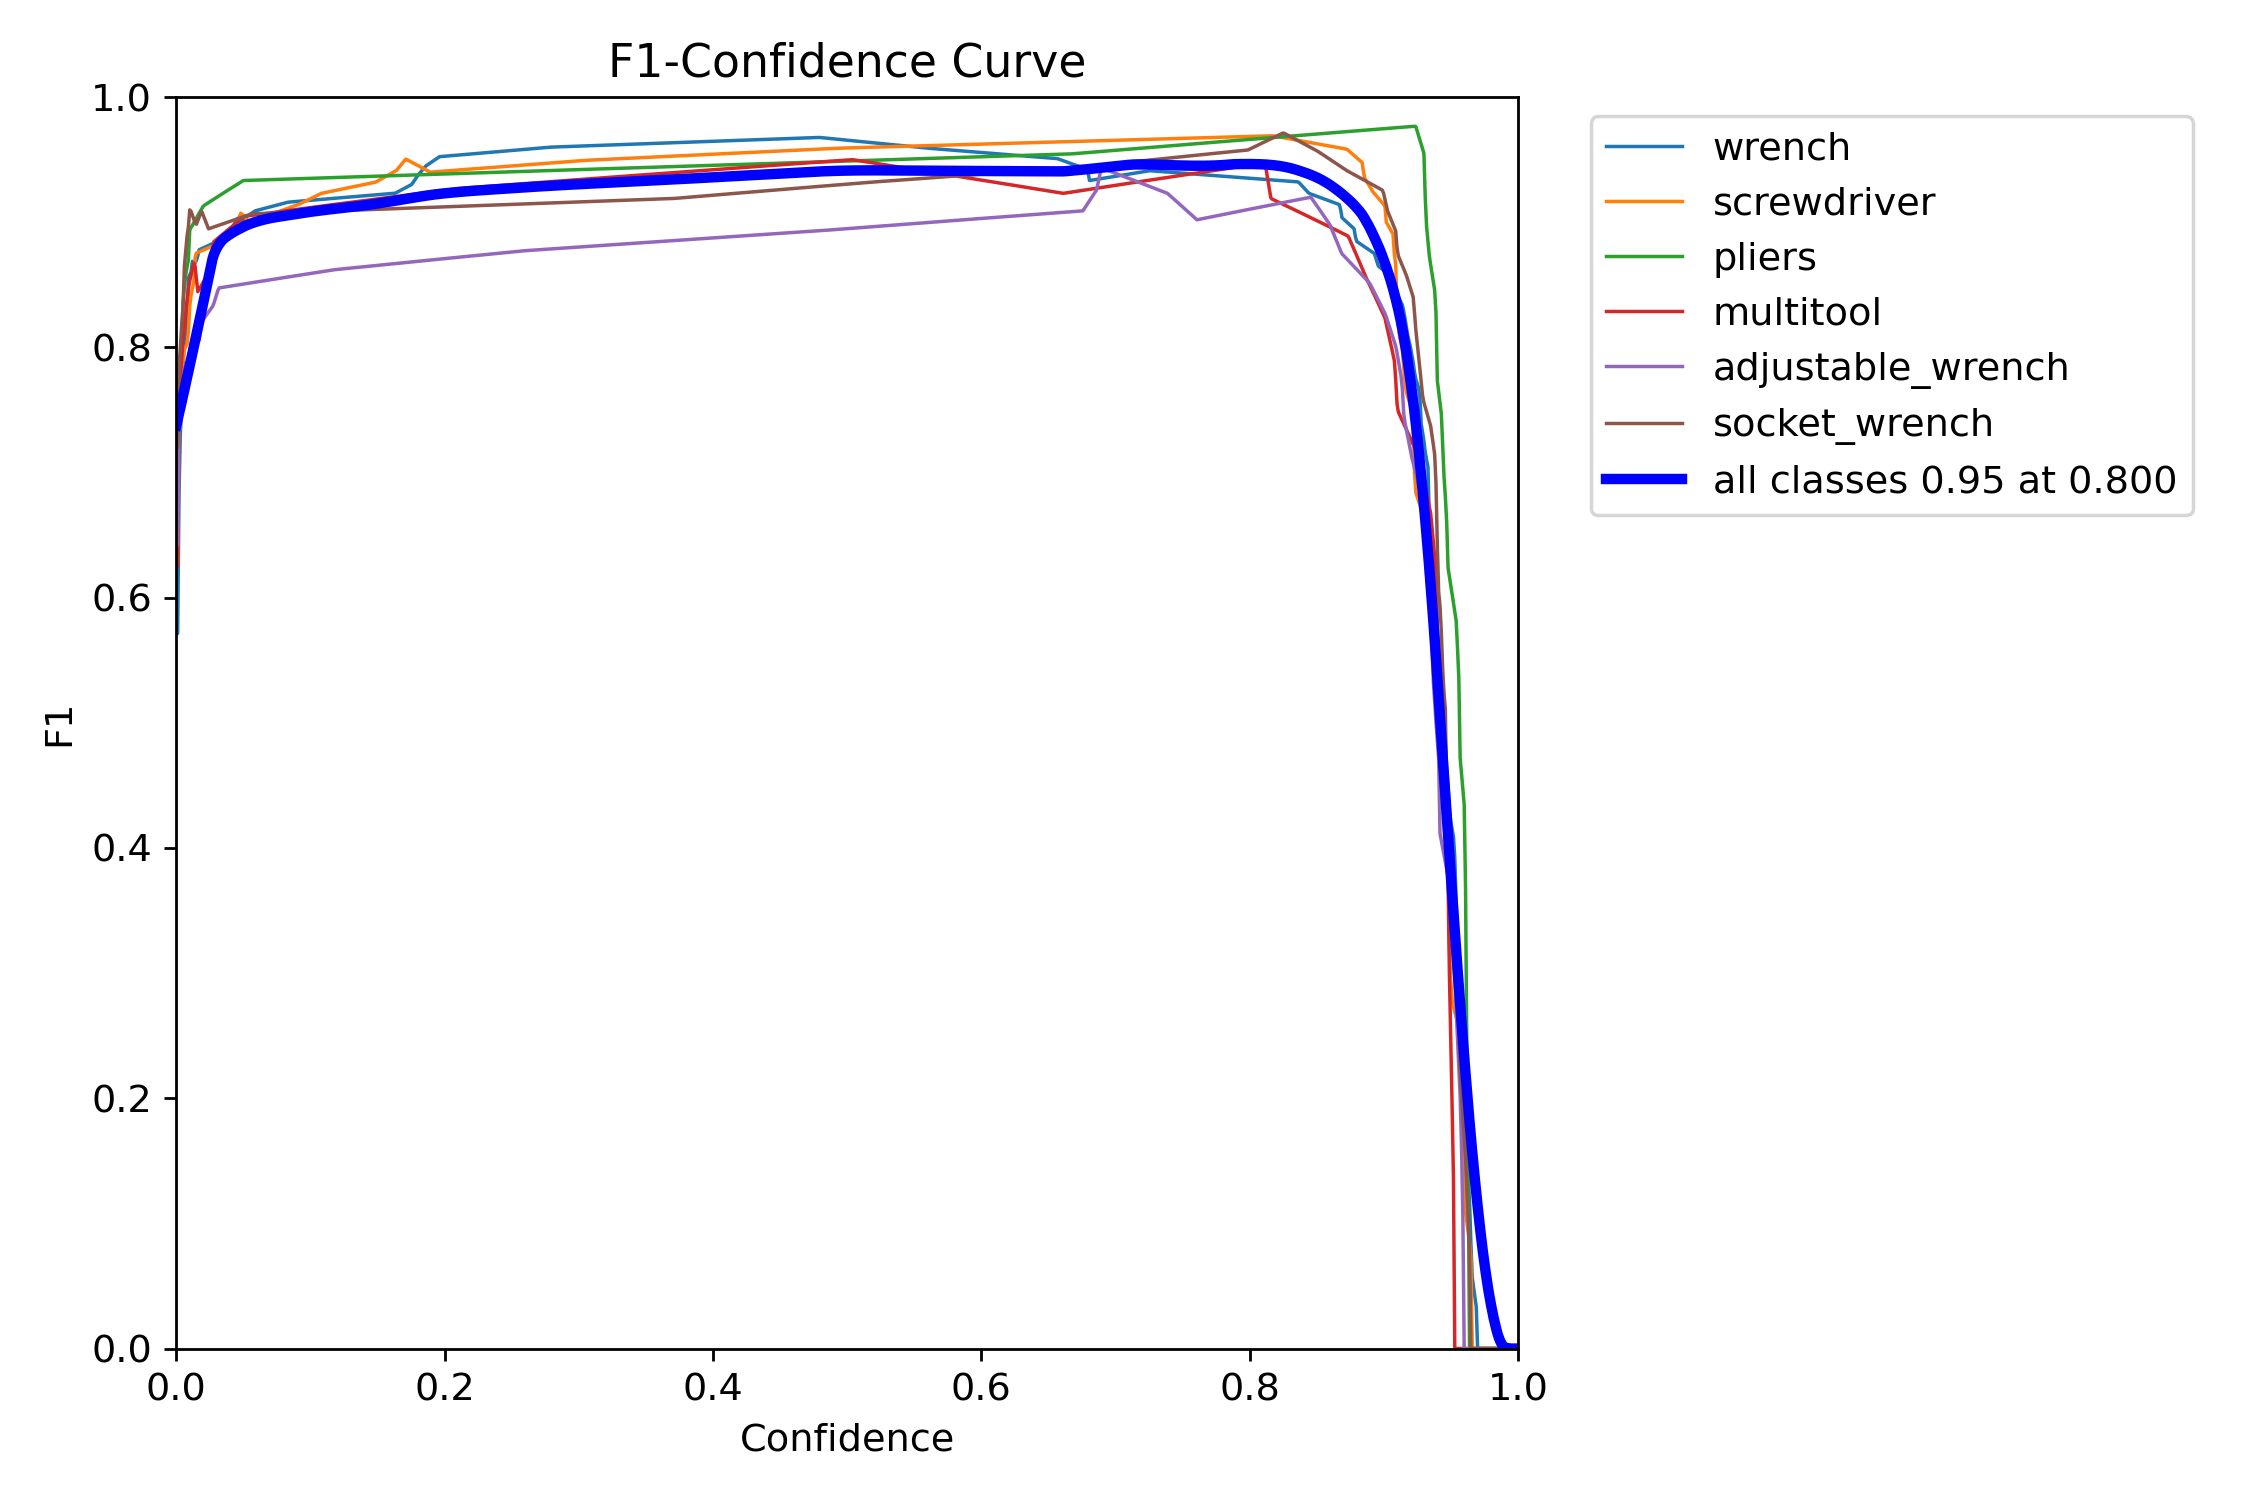 F1-Confidence Curve
1.0
0.8
0.6
0.4
0.2
0.0
F1
0.0 0.2 0.4 0.6 0.8 1.0
Confidence
wrench
screwdriver
pliers
multitool
adjustable_wrench
socket_wrench
all classes 0.95 at 0.800